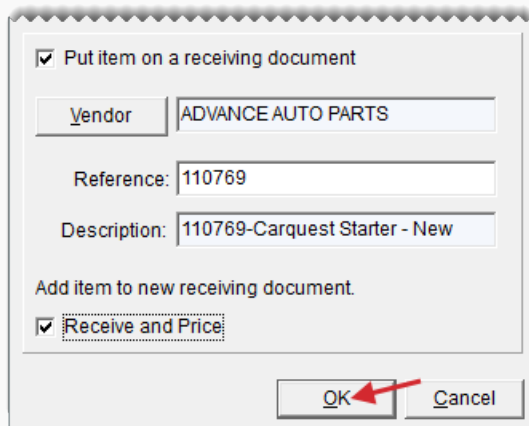 Put item on a receiving document
Vendor ADVANCE AUTO PARTS
Reference: 110769
Description: 110769-Carquest Starter - New
Add item to new receiving document.
Receive and Price
OK Cancel